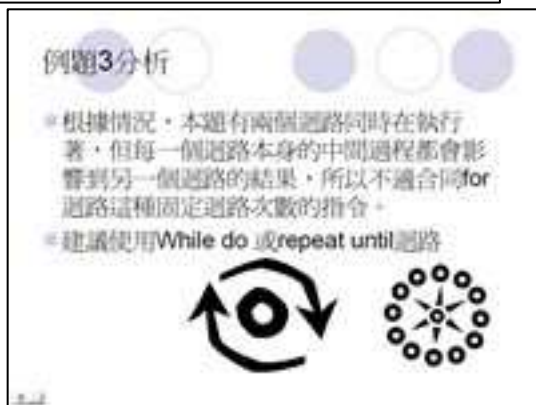 例題3分析
根據情況,本題有兩個迴路同時在執行
著,但每一個迴路本身的中間過程都會影
響到另一個迴路的結果,所以不適合同for
迴路這種固定迴路次數的指令。
建議使用While do 或repeat until迴路